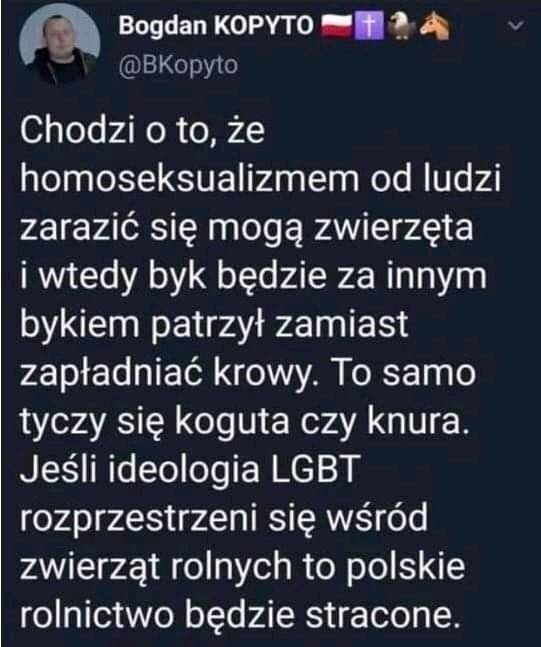 Bogdan KOPYTO 🇵🇱✝️🦆🐴
@BKopyto
Chodzi o to, że
homoseksualizmem od ludzi
zarazić się mogą zwierzęta
i wtedy byk będzie za innym
bykiem patrzył zamiast
zapładniać krowy. To samo
tyczy się koguta czy knura.
Jeśli ideologia LGBT
rozprzestrzeni się wśród
zwierząt rolnych to polskie
rolnictwo będzie stracone.